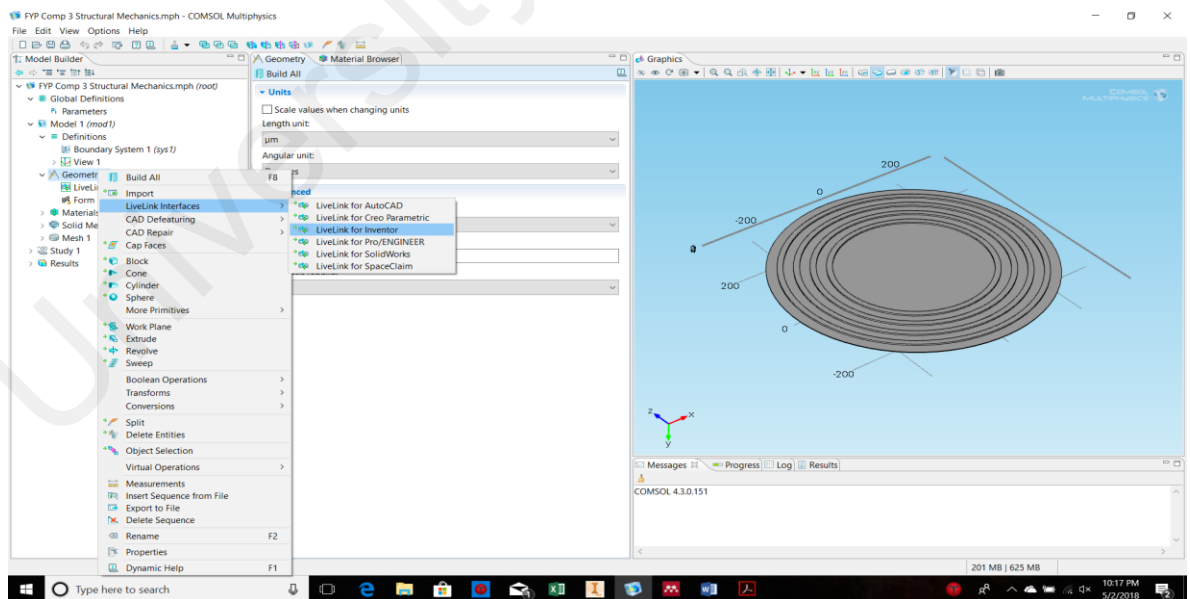 FYP Comp 3 Structural Mechanics.mph - COMSOL Multiphysics
File Edit View Options Help
Model Builder
FYP Comp 3 Structural Mechanics.mph (root)
Global Definitions
Pi Parameters
Model 1 (mod1)
Definitions
Boundary System 1 (sys1)
View 1
Geometr
LiveLi
Form
Materials
Solid Me
Mesh 1
Study 1
Results
Build All F8
Import
LiveLink Interfaces
CAD Defeaturing
CAD Repair
Cap Faces
Block
Cone
Cylinder
Sphere
More Primitives
Work Plane
Extrude
Revolve
Sweep
Boolean Operations
Transforms
Conversions
Split
Delete Entities
Object Selection
Virtual Operations
Measurements
Insert Sequence from File
Export to File
Delete Sequence
Rename F2
Properties
Dynamic Help F1
LiveLink for AutoCAD
LiveLink for Creo Parametric
LiveLink for Inventor
LiveLink for Pro/ENGINEER
LiveLink for SolidWorks
LiveLink for SpaceClaim
Geometry Material Browser
Build All
Units
Scale values when changing units
Length unit:
µm
Angular unit:
es
nced
Graphics
COMSOL
MULTIPHYSICS
200
0
-200
0
200
0
-200
z x
y
Messages Progress Log Results
COMSOL 4.3.0.151
201 MB | 625 MB
Type here to search
10:17 PM
5/2/2018
2
University